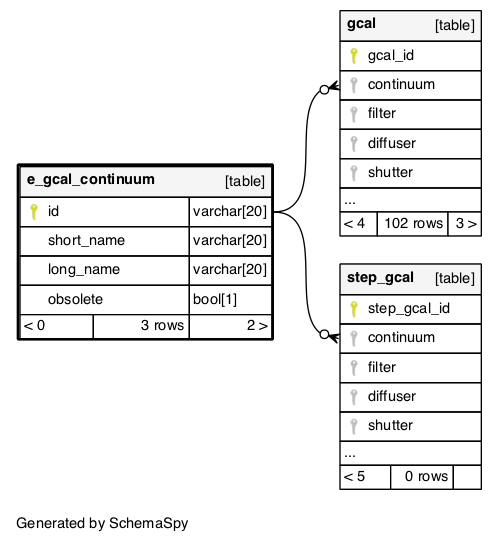 gcal [table]
gcal_id
continuum
filter
diffuser
shutter
...
< 4 102 rows 3 >
e_gcal_continuum [table]
id varchar[20]
short_name varchar[20]
long_name varchar[20]
obsolete bool[1]
< 0 3 rows 2 >
step_gcal [table]
step_gcal_id
continuum
filter
diffuser
shutter
...
< 5 0 rows
Generated by SchemaSpy